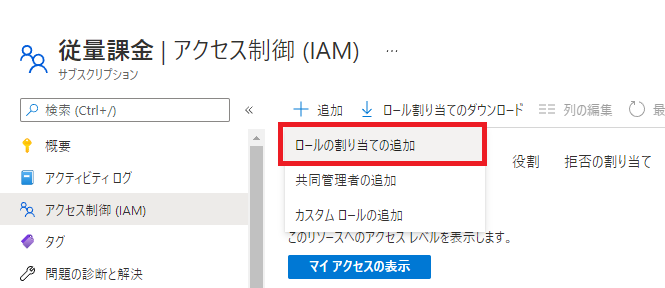 従量課金 | アクセス制御 (IAM) ...
サブスクリプション
検索 (Ctrl+/) «
+ 追加 ロール割り当てのダウンロード 列の編集 最
概要
アクティビティ ログ
アクセス制御 (IAM)
タグ
問題の診断と解決
ロールの割り当ての追加
共同管理者の追加
カスタム ロールの追加
役割 拒否の割り当て
このリソースへのアクセス レベルを表示します。
マイ アクセスの表示